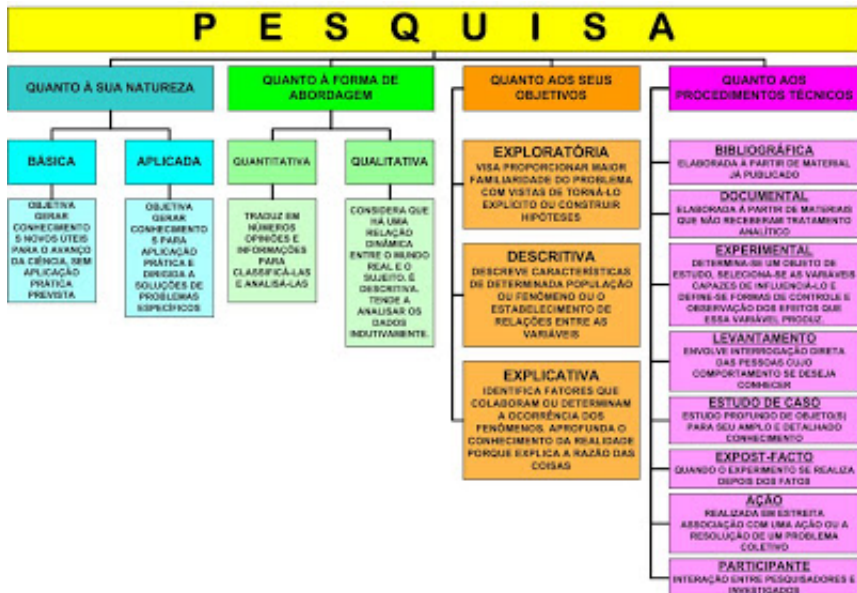 P E S Q U I S A
QUANTO À SUA NATUREZA
BÁSICA
OBJETIVA
GERAR
CONHECIMENTO
S NOVOS ÚTEIS
PARA O AVANÇO
DA CIÊNCIA, SEM
APLICAÇÃO
PRÁTICA
PREVISTA
APLICADA
OBJETIVA
GERAR
CONHECIMENTO
S PARA
APLICAÇÃO
PRÁTICA E
DIRIGIDA A
SOLUÇÕES DE
PROBLEMAS
ESPECÍFICOS
QUANTO À FORMA DE
ABORDAGEM
QUANTITATIVA
TRADUZ EM
NÚMEROS
OPINIÕES E
INFORMAÇÕES
PARA
CLASSIFICÁ-LAS
E ANALISÁ-LAS
QUALITATIVA
CONSIDERA QUE
HÁ UMA
RELAÇÃO
DINÂMICA
ENTRE O MUNDO
REAL E O
SUJEITO. É
DESCRITIVA.
TENDE A
ANALISAR OS
DADOS
INDUTIVAMENTE.
QUANTO AOS SEUS
OBJETIVOS
EXPLORATÓRIA
VISA PROPORCIONAR MAIOR
FAMILIARIDADE DO PROBLEMA
COM VISTAS DE TORNÁ-LO
EXPLÍCITO OU CONSTRUIR
HIPÓTESES
DESCRITIVA
DESCREVE CARACTERÍSTICAS
DE DETERMINADA POPULAÇÃO
OU FENÔMENO OU O
ESTABELECIMENTO DE
RELAÇÕES ENTRE AS
VARIÁVEIS
EXPLICATIVA
IDENTIFICA FATORES QUE
COLABORAM OU DETERMINAM
A OCORRÊNCIA DOS
FENÔMENOS. APROFUNDA O
CONHECIMENTO DA REALIDADE
PORQUE EXPLICA A RAZÃO DAS
COISAS
QUANTO AOS
PROCEDIMENTOS TÉCNICOS
BIBLIOGRÁFICA
ELABORADA À PARTIR DE MATERIAL
JÁ PUBLICADO
DOCUMENTAL
ELABORADA À PARTIR DE MATERIAIS
QUE NÃO RECEBERAM TRATAMENTO
ANALÍTICO
EXPERIMENTAL
DETERMINA-SE UM OBJETO DE
ESTUDO, SELECIONA-SE AS VARIÁVEIS
CAPAZES DE INFLUENCIÁ-LO E
DEFINE-SE FORMAS DE CONTROLE E
OBSERVAÇÃO DOS EFEITOS QUE
ESSA VARIÁVEL PRODUZ.
LEVANTAMENTO
ENVOLVE INTERROGAÇÃO DIRETA
DAS PESSOAS CUJO
COMPORTAMENTO SE DESEJA
CONHECER
ESTUDO DE CASO
ESTUDO PROFUNDO DE OBJETO(S)
PARA SEU AMPLO E DETALHADO
CONHECIMENTO
EXPOST-FACTO
QUANDO O EXPERIMENTO SE REALIZA
DEPOIS DOS FATOS
AÇÃO
REALIZADA EM ESTREITA
ASSOCIAÇÃO COM UMA AÇÃO OU A
RESOLUÇÃO DE UM PROBLEMA
COLETIVO
PARTICIPANTE
INTERAÇÃO ENTRE PESQUISADORES E
INVESTIGADOS